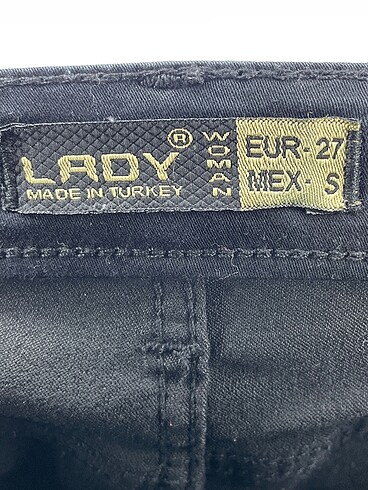 LADY®
MADE IN TURKEY
WOMAN
EUR-27
MEX- S